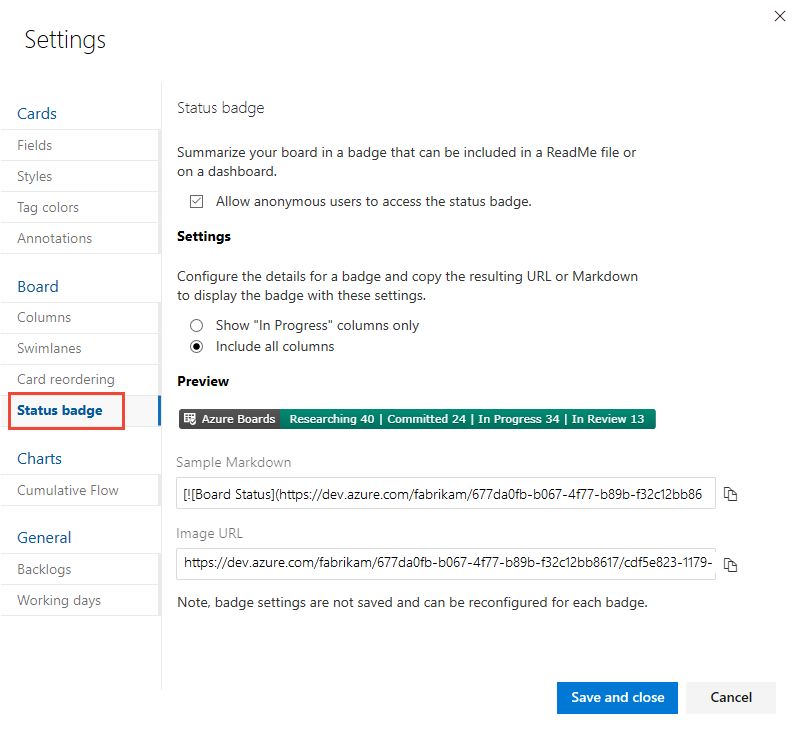 Settings
Cards
Fields
Styles
Tag colors
Annotations
Board
Columns
Swimlanes
Card reordering
Status badge
Charts
Cumulative Flow
General
Backlogs
Working days
Status badge
Summarize your board in a badge that can be included in a ReadMe file or
on a dashboard.
Allow anonymous users to access the status badge.
Settings
Configure the details for a badge and copy the resulting URL or Markdown
to display the badge with these settings.
Show "In Progress" columns only
Include all columns
Preview
Azure Boards Researching 40 | Committed 24 | In Progress 34 | In Review 13
Sample Markdown
[![Board Status](https://dev.azure.com/fabrikam/677da0fb-b067-4f77-b89b-f32c12bb86
Image URL
https://dev.azure.com/fabrikam/677da0fb-b067-4f77-b89b-f32c12bb8617/cdf5e823-1179-
Note, badge settings are not saved and can be reconfigured for each badge.
Save and close Cancel